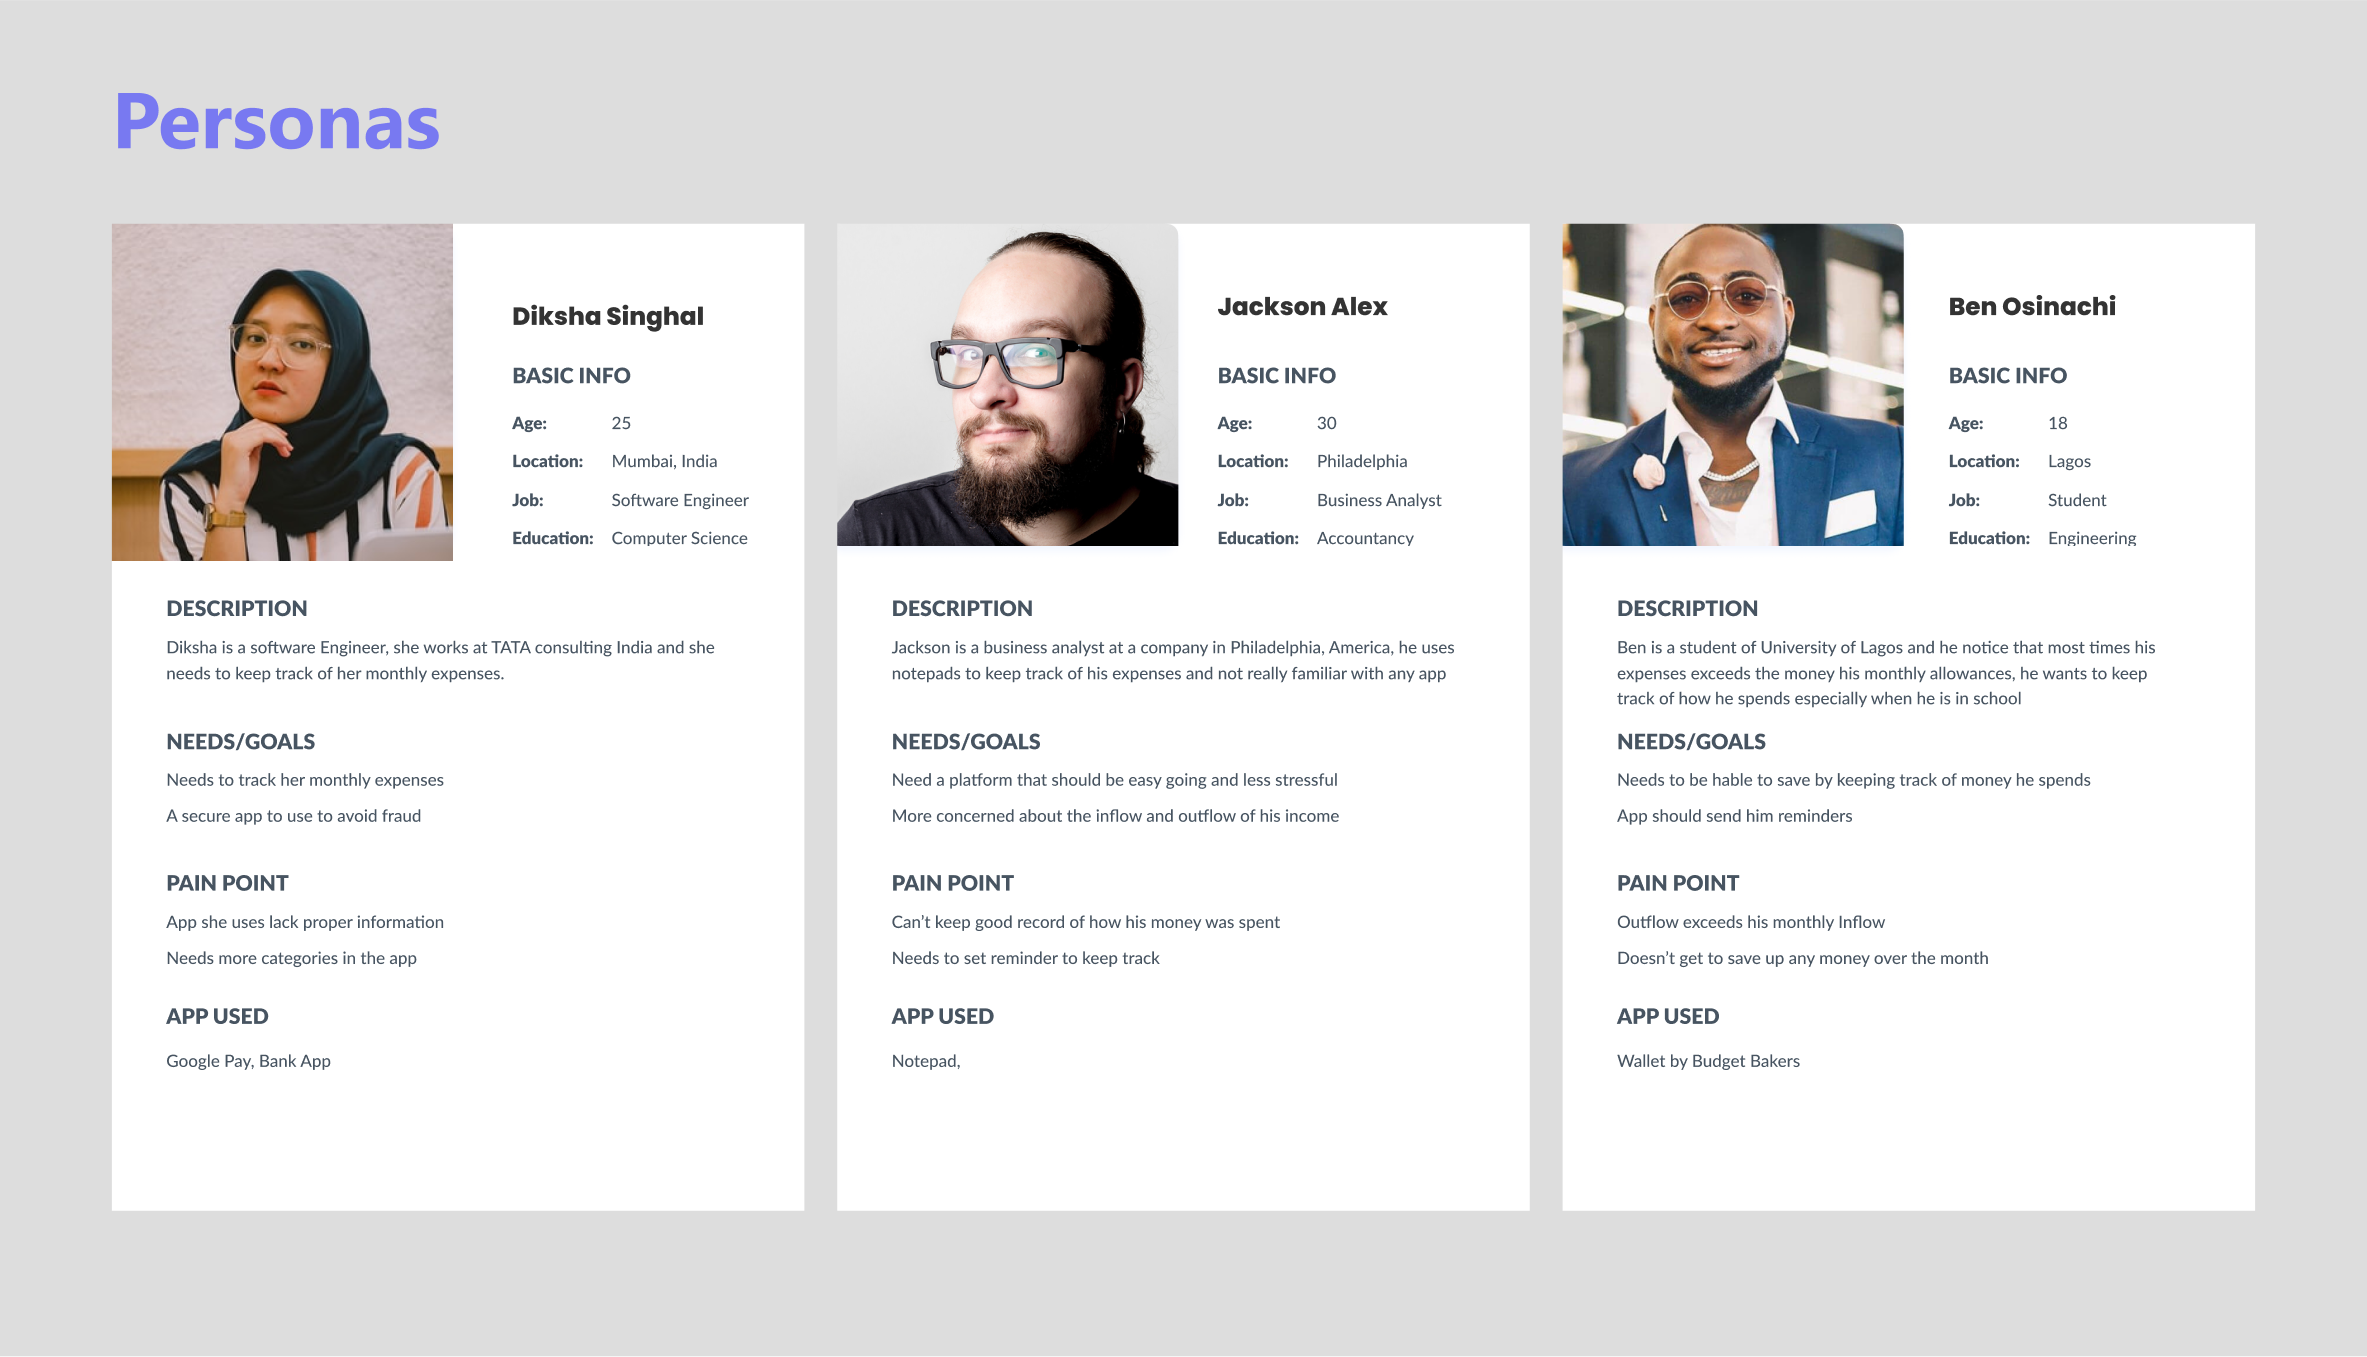 Personas
Diksha Singhal
BASIC INFO
Age: 25
Location: Mumbai, India
Job: Software Engineer
Education: Computer Science
DESCRIPTION
Diksha is a software Engineer, she works at TATA consulting India and she
needs to keep track of her monthly expenses.
NEEDS/GOALS
Needs to track her monthly expenses
A secure app to use to avoid fraud
PAIN POINT
App she uses lack proper information
Needs more categories in the app
APP USED
Google Pay, Bank App
Jackson Alex
BASIC INFO
Age: 30
Location: Philadelphia
Job: Business Analyst
Education: Accountancy
DESCRIPTION
Jackson is a business analyst at a company in Philadelphia, America, he uses
notepads to keep track of his expenses and not really familiar with any app
NEEDS/GOALS
Need a platform that should be easy going and less stressful
More concerned about the inflow and outflow of his income
PAIN POINT
Can’t keep good record of how his money was spent
Needs to set reminder to keep track
APP USED
Notepad,
Ben Osinachi
BASIC INFO
Age: 18
Location: Lagos
Job: Student
Education: Engineering
DESCRIPTION
Ben is a student of University of Lagos and he notice that most times his
expenses exceeds the money his monthly allowances, he wants to keep
track of how he spends especially when he is in school
NEEDS/GOALS
Needs to be hable to save by keeping track of money he spends
App should send him reminders
PAIN POINT
Outflow exceeds his monthly Inflow
Doesn’t get to save up any money over the month
APP USED
Wallet by Budget Bakers